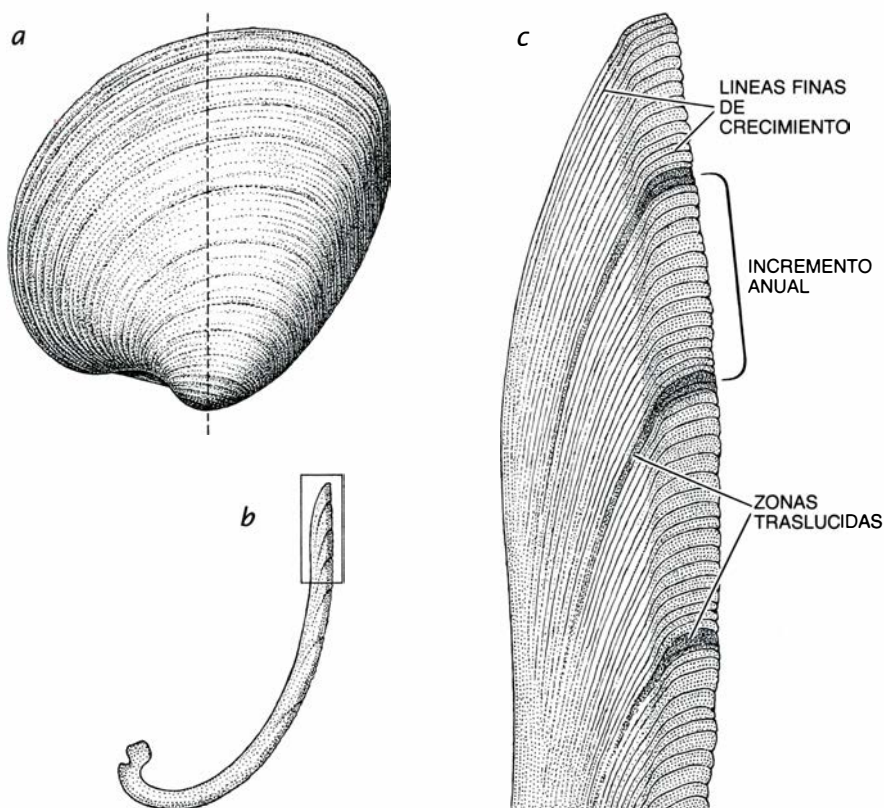 a
b
c
LINEAS FINAS
DE
CRECIMIENTO
INCREMENTO
ANUAL
ZONAS
TRASLUCIDAS